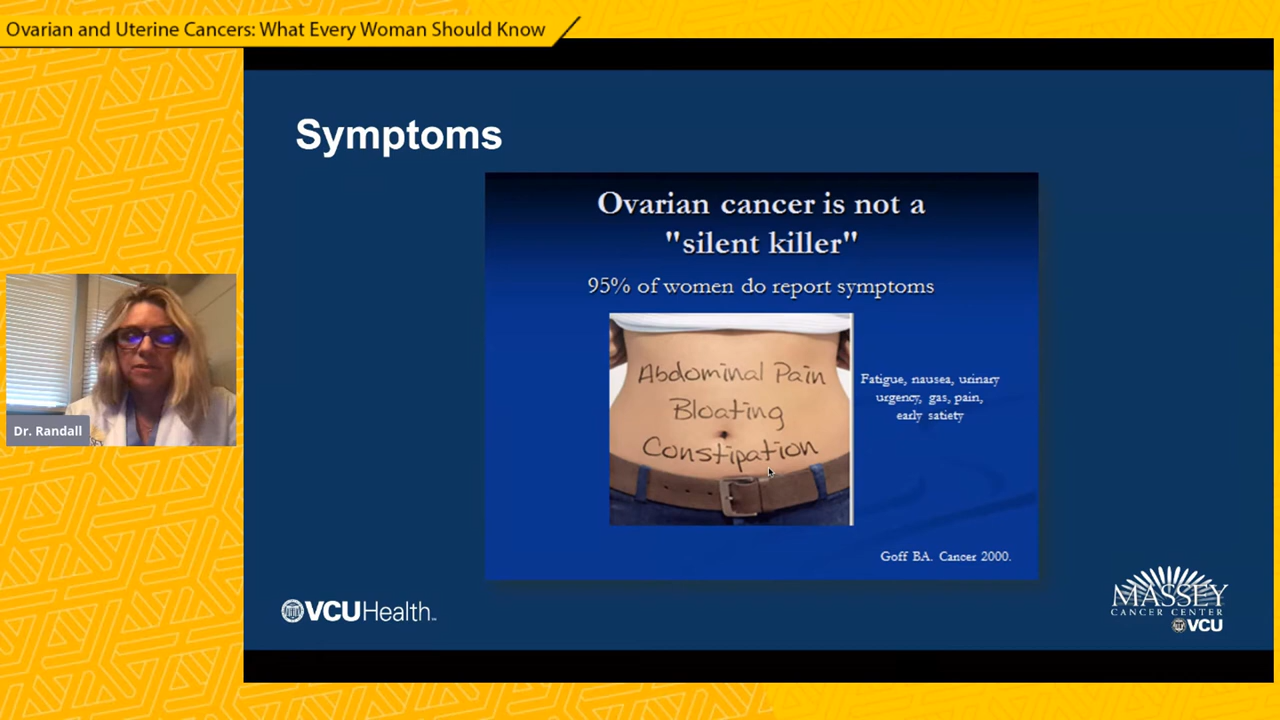 Ovarian and Uterine Cancers: What Every Woman Should Know
Symptoms
Ovarian cancer is not a
"silent killer"
95% of women do report symptoms
Abdominal Pain
Bloating
Constipation
Fatigue, nausea, urinary
urgency, gas, pain,
early satiety
Goff BA. Cancer 2000.
Dr. Randall
VCUHealth™
MASSEY
CANCER CENTER
VCU